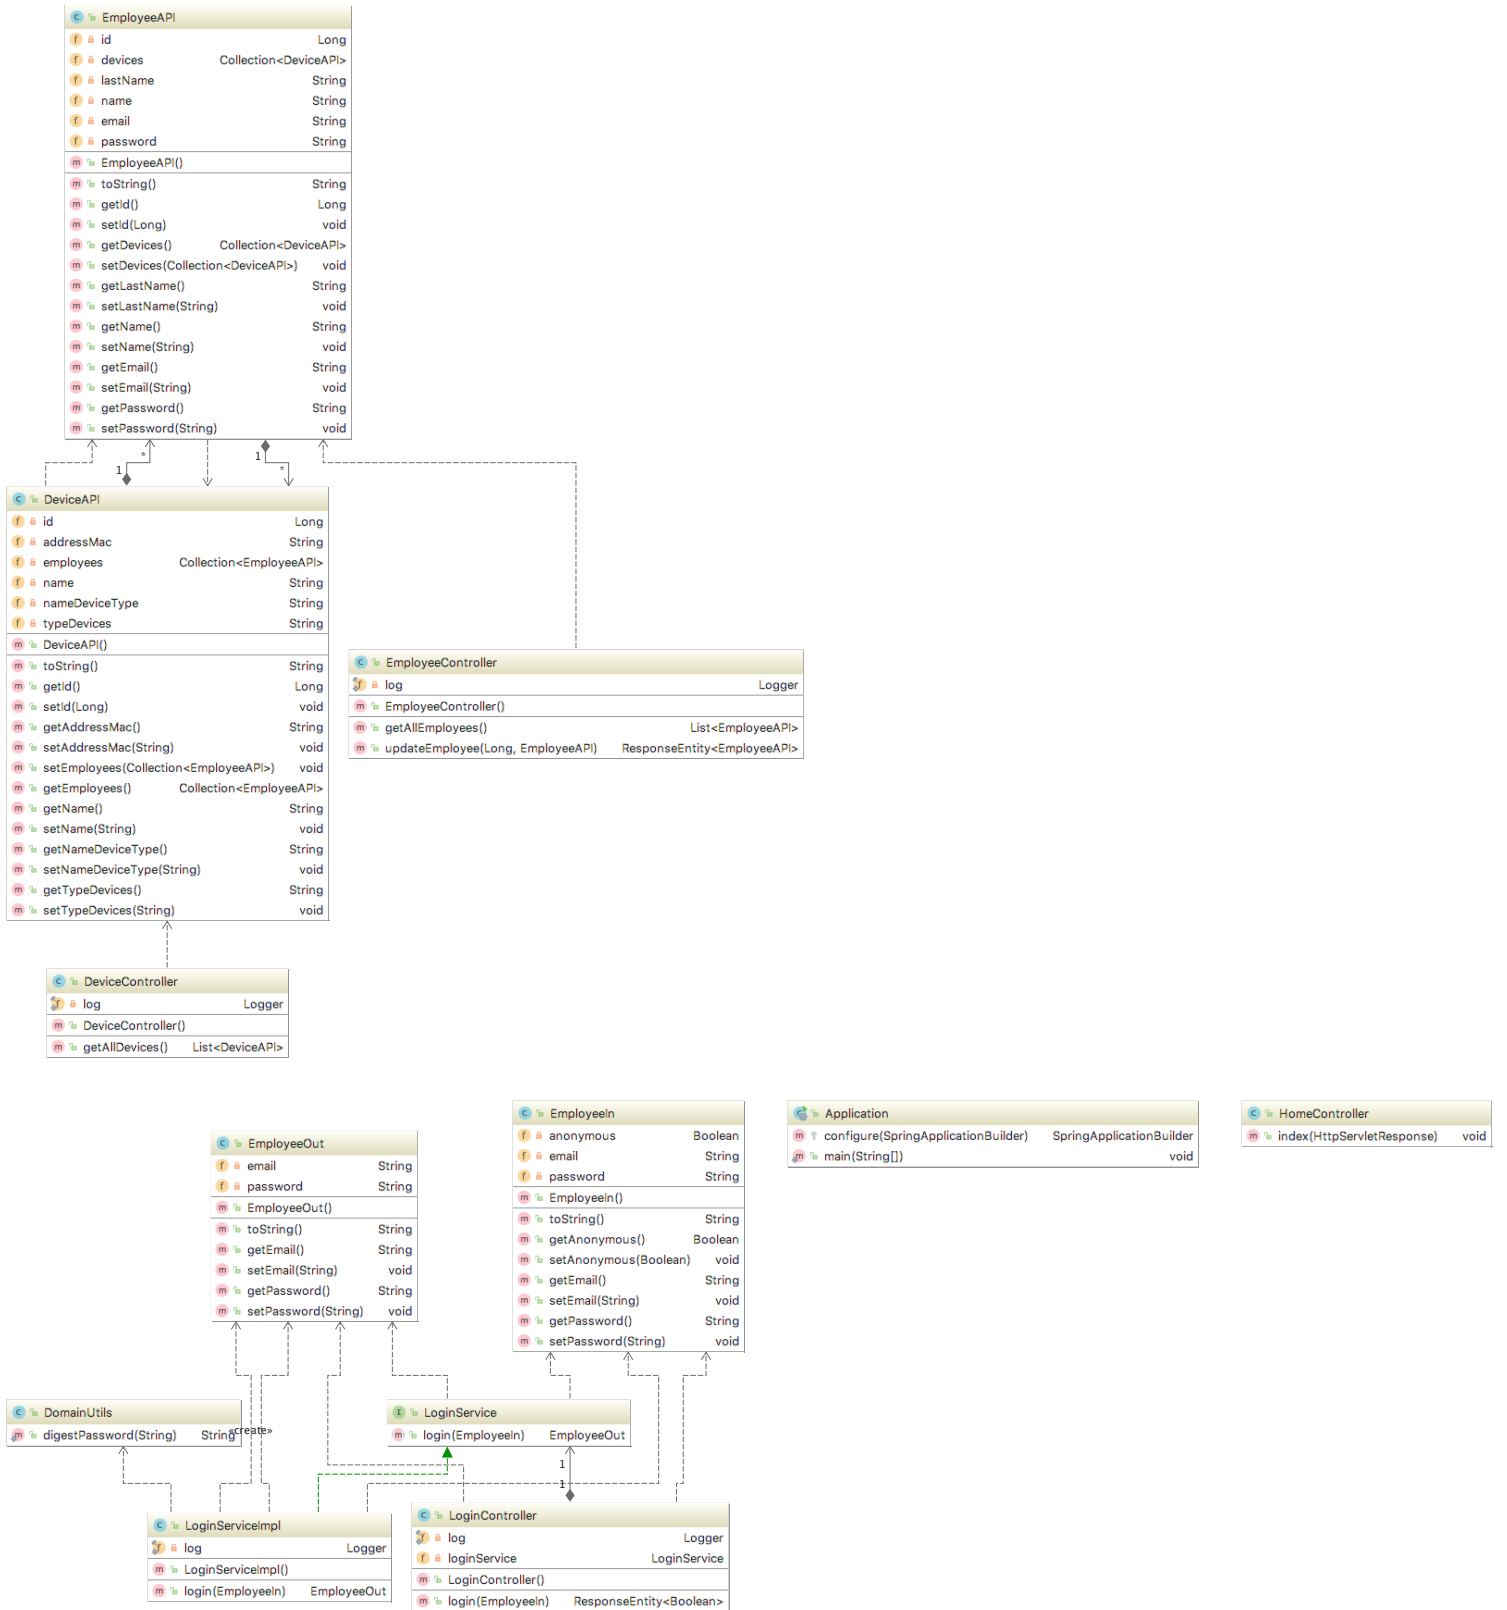 EmployeeAPI
id Long
devices Collection<DeviceAPI>
lastName String
name String
email String
password String
EmployeeAPI()
toString() String
getId() Long
setId(Long) void
getDevices() Collection<DeviceAPI>
setDevices(Collection<DeviceAPI>) void
getLastName() String
setLastName(String) void
getName() String
setName(String) void
getEmail() String
setEmail(String) void
getPassword() String
setPassword(String) void
* 1
1 *
DeviceAPI
id Long
addressMac String
employees Collection<EmployeeAPI>
name String
nameDeviceType String
typeDevices String
DeviceAPI()
toString() String
getId() Long
setId(Long) void
getAddressMac() String
setAddressMac(String) void
setEmployees(Collection<EmployeeAPI>) void
getEmployees() Collection<EmployeeAPI>
getName() String
setName(String) void
getNameDeviceType() String
setNameDeviceType(String) void
getTypeDevices() String
setTypeDevices(String) void
EmployeeController
log Logger
EmployeeController()
getAllEmployees() List<EmployeeAPI>
updateEmployee(Long, EmployeeAPI) ResponseEntity<EmployeeAPI>
DeviceController
log Logger
DeviceController()
getAllDevices() List<DeviceAPI>
EmployeeOut
email String
password String
EmployeeOut()
toString() String
getEmail() String
setEmail(String) void
getPassword() String
setPassword(String) void
EmployeeIn
anonymous Boolean
email String
password String
EmployeeIn()
toString() String
getAnonymous() Boolean
setAnonymous(Boolean) void
getEmail() String
setEmail(String) void
getPassword() String
setPassword(String) void
Application
configure(SpringApplicationBuilder) SpringApplicationBuilder
main(String[]) void
HomeController
index(HttpServletResponse) void
DomainUtils
digestPassword(String) String
«create»
LoginService
login(EmployeeIn) EmployeeOut
1
1
LoginServiceImpl
log Logger
LoginServiceImpl()
login(EmployeeIn) EmployeeOut
LoginController
log Logger
loginService LoginService
LoginController()
login(EmployeeIn) ResponseEntity<Boolean>